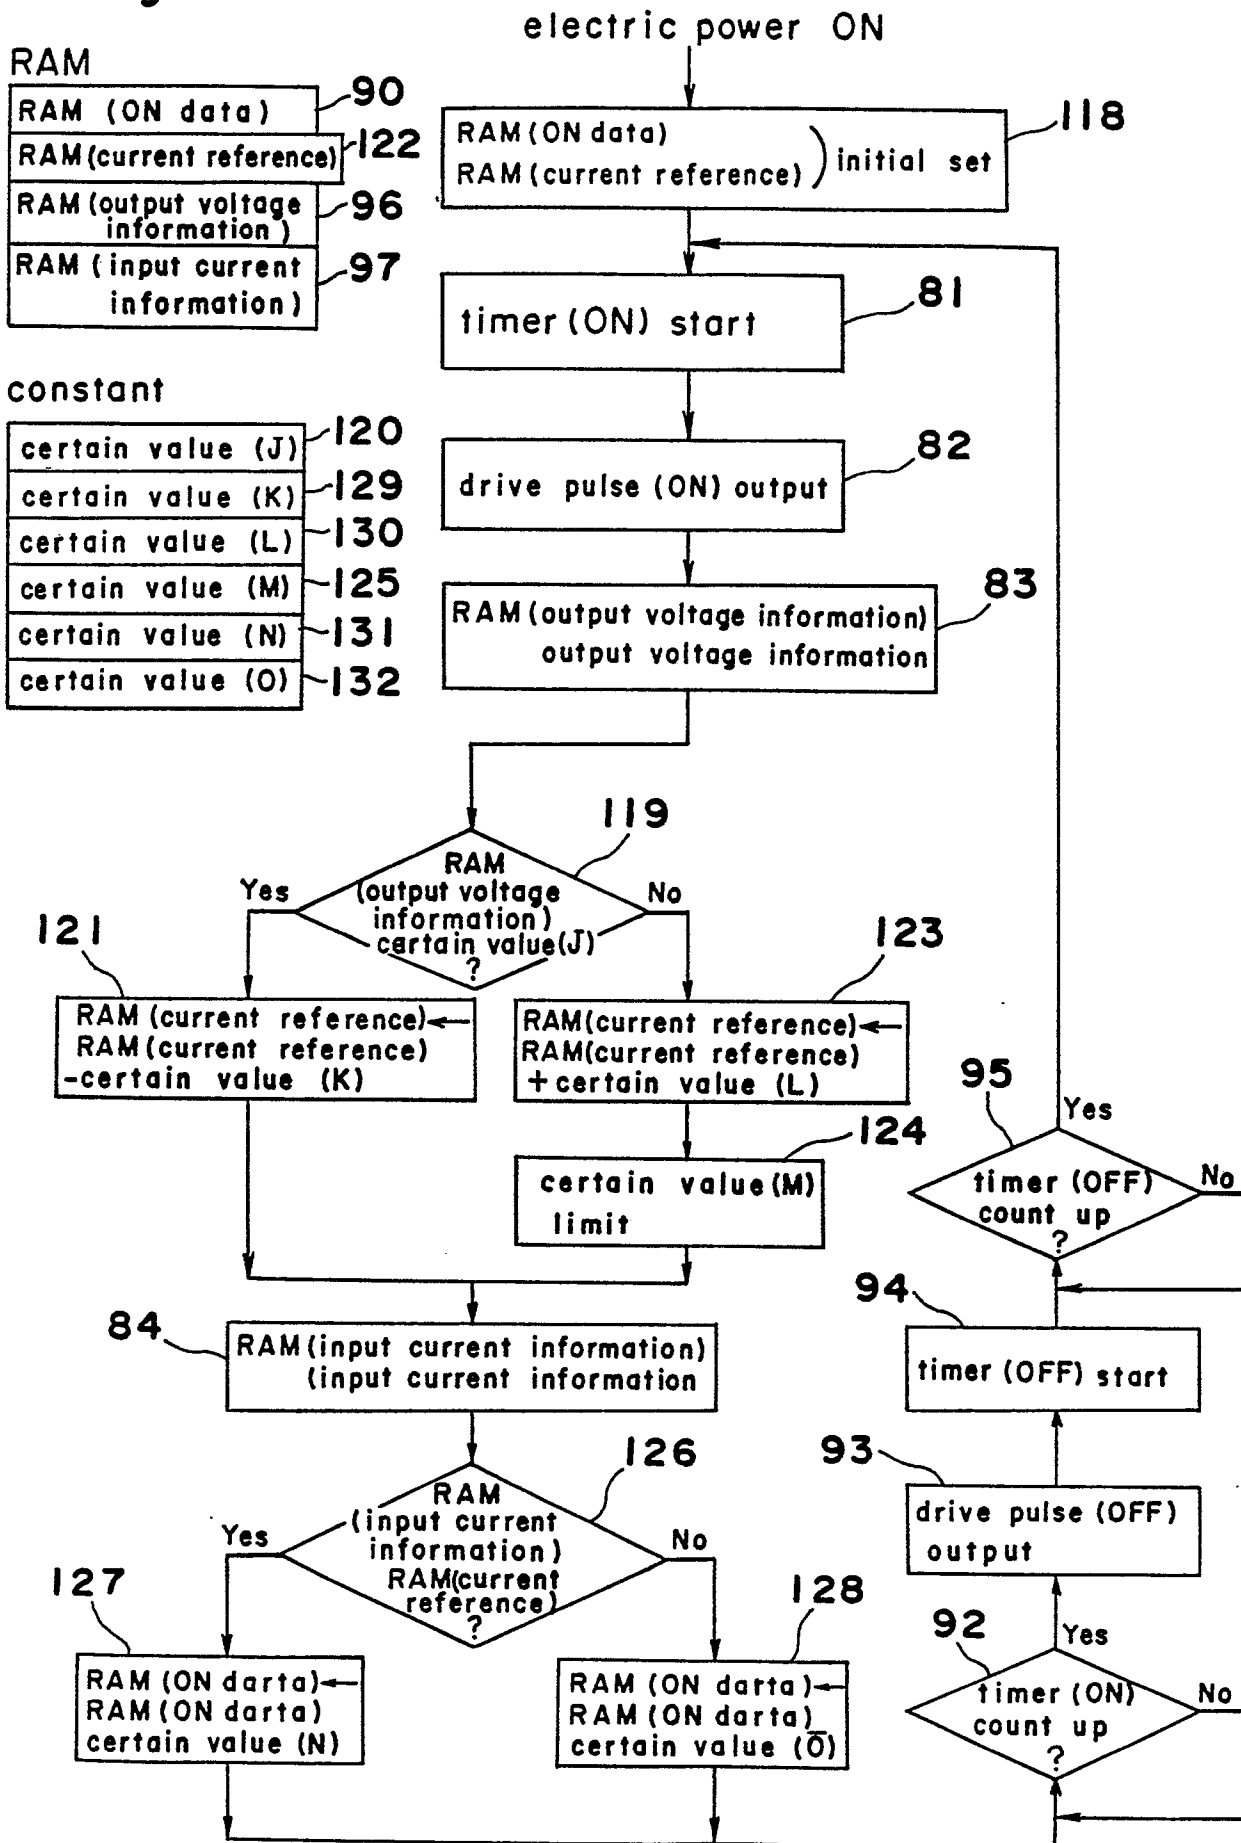 electric power ON
RAM
RAM (ON data)
90
RAM (current reference)
122
RAM (output voltage
information)
96
RAM (input current
information)
97
constant
certain value (J)
120
certain value (K)
129
certain value (L)
130
certain value (M)
125
certain value (N)
131
certain value (O)
132
118
RAM (ON data)
RAM (current reference)
) initial set
81
timer (ON) start
82
drive pulse (ON) output
83
RAM (output voltage information)
output voltage information
119
RAM
(output voltage
information)
certain value (J)
?
Yes
No
121
RAM (current reference)←
RAM (current reference)
-certain value (K)
123
RAM (current reference)←
RAM (current reference)
+certain value (L)
124
certain value (M)
limit
84
RAM (input current information)
(input current information
126
RAM
(input current
information)
RAM (current
reference)
?
Yes
No
127
RAM (ON darta)←
RAM (ON darta)
certain value (N)
128
RAM (ON darta)←
RAM (ON darta)
certain value (O̅)
95
Yes
timer (OFF)
count up
?
No
94
timer (OFF) start
93
drive pulse (OFF)
output
92
Yes
timer (ON)
count up
?
No